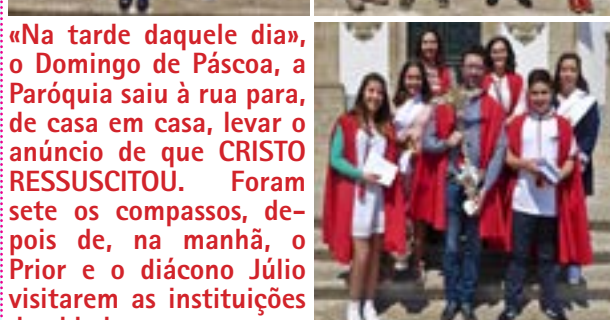 «Na tarde daquele dia»,
o Domingo de Páscoa, a
Paróquia saiu à rua para,
de casa em casa, levar o
anúncio de que CRISTO
RESSUSCITOU. Foram
sete os compassos, de-
pois de, na manhã, o
Prior e o diácono Júlio
visitarem as instituições